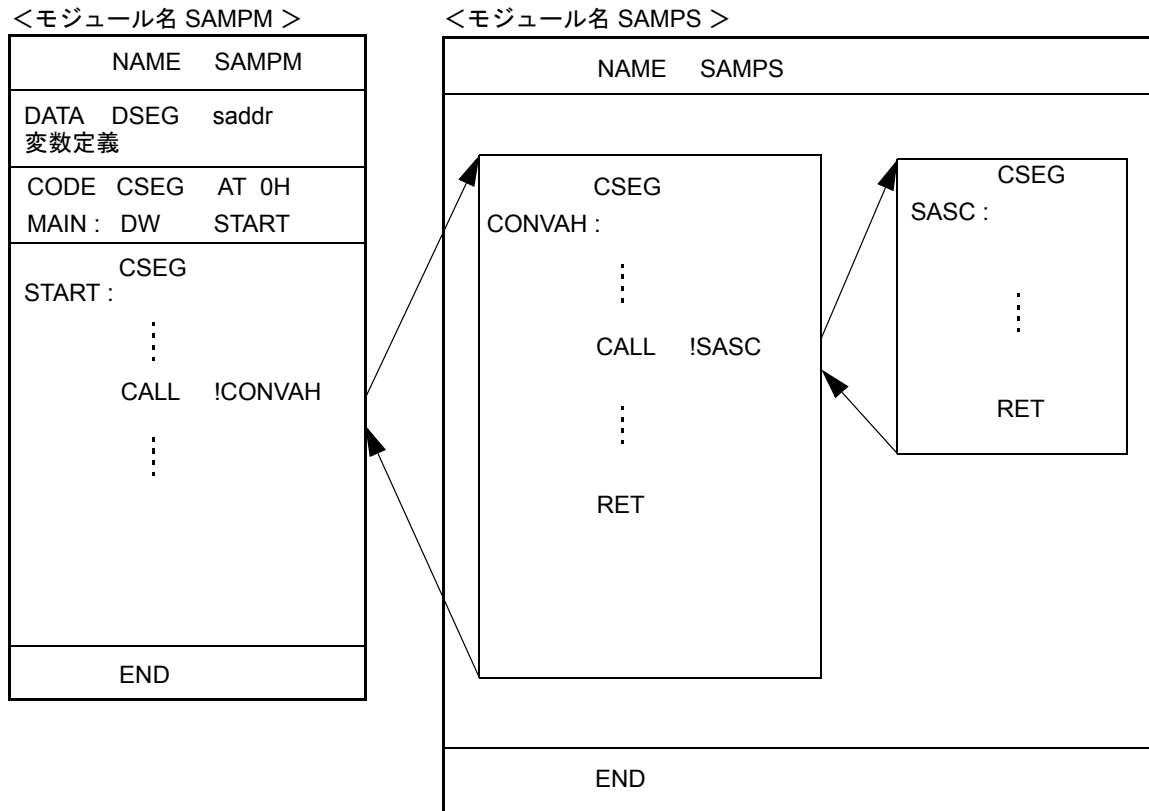 ＜モジュール名 SAMPM ＞
NAME SAMPM
DATA DSEG saddr
変数定義
CODE CSEG AT 0H
MAIN : DW START
CSEG
START :
CALL !CONVAH
END
＜モジュール名 SAMPS ＞
NAME SAMPS
CSEG
CONVAH :
CALL !SASC
RET
CSEG
SASC :
RET
END